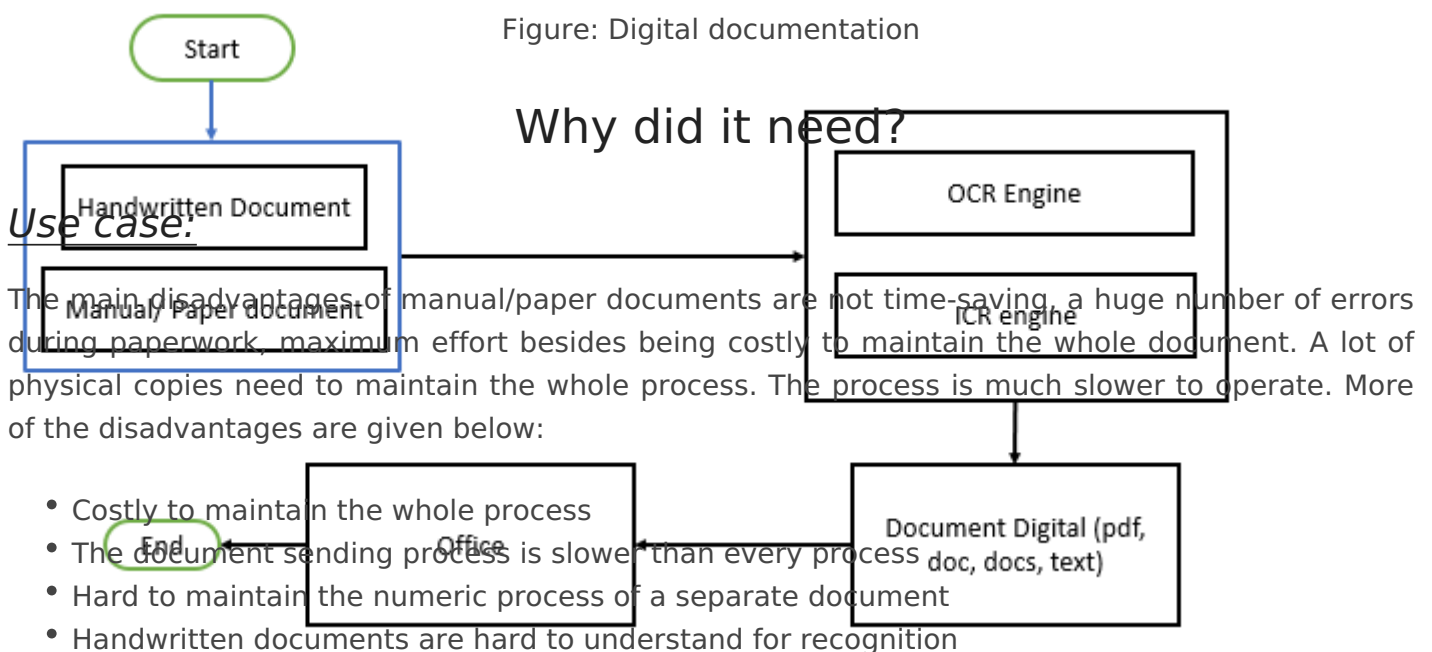 Figure: Digital documentation
Start
Why did it need?
Handwritten Document
OCR Engine
Use case:
Manual/ Paper document
ICR engine
The main disadvantages of manual/paper documents are not time-saving, a huge number of errors
during paperwork, maximum effort besides being costly to maintain the whole document. A lot of
physical copies need to maintain the whole process. The process is much slower to operate. More
of the disadvantages are given below:
• Costly to maintain the whole process
• The document sending process is slower than every process
• Hard to maintain the numeric process of a separate document
• Handwritten documents are hard to understand for recognition
Document Digital (pdf,
doc, docs, text)
Office
End